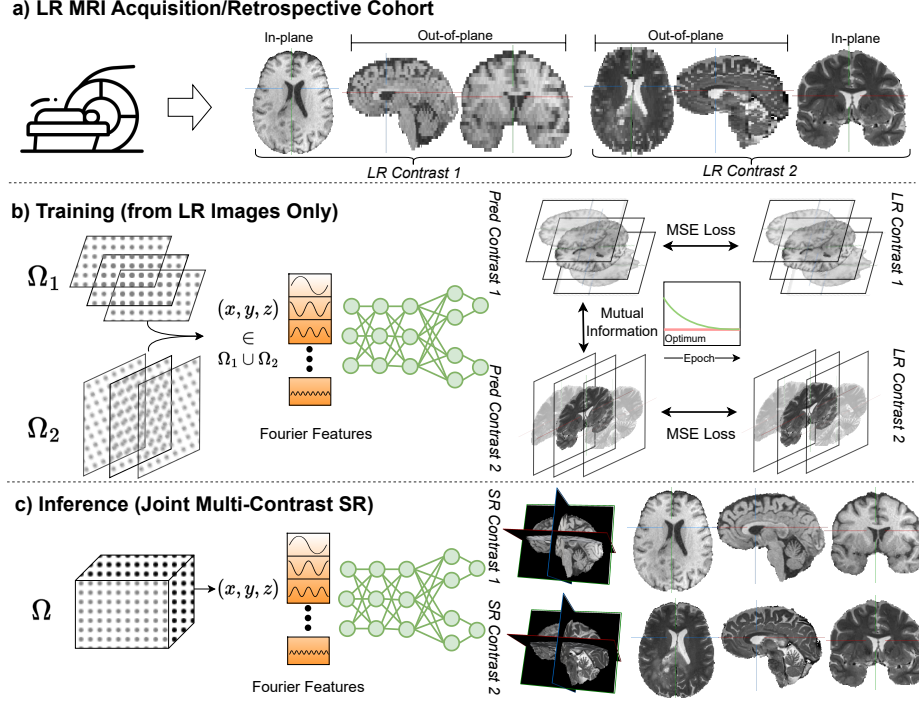 a) LR MRI Acquisition/Retrospective Cohort
In-plane
Out-of-plane
Out-of-plane
In-plane
LR Contrast 1
LR Contrast 2
b) Training (from LR Images Only)
Ω1
(x, y, z)
∈
Ω1 ∪ Ω2
Ω2
Fourier Features
Pred Contrast 1
Pred Contrast 2
MSE Loss
LR Contrast 1
Mutual
Information
Optimum
Epoch
MSE Loss
LR Contrast 2
c) Inference (Joint Multi-Contrast SR)
Ω
(x, y, z)
Fourier Features
SR Contrast 1
SR Contrast 2